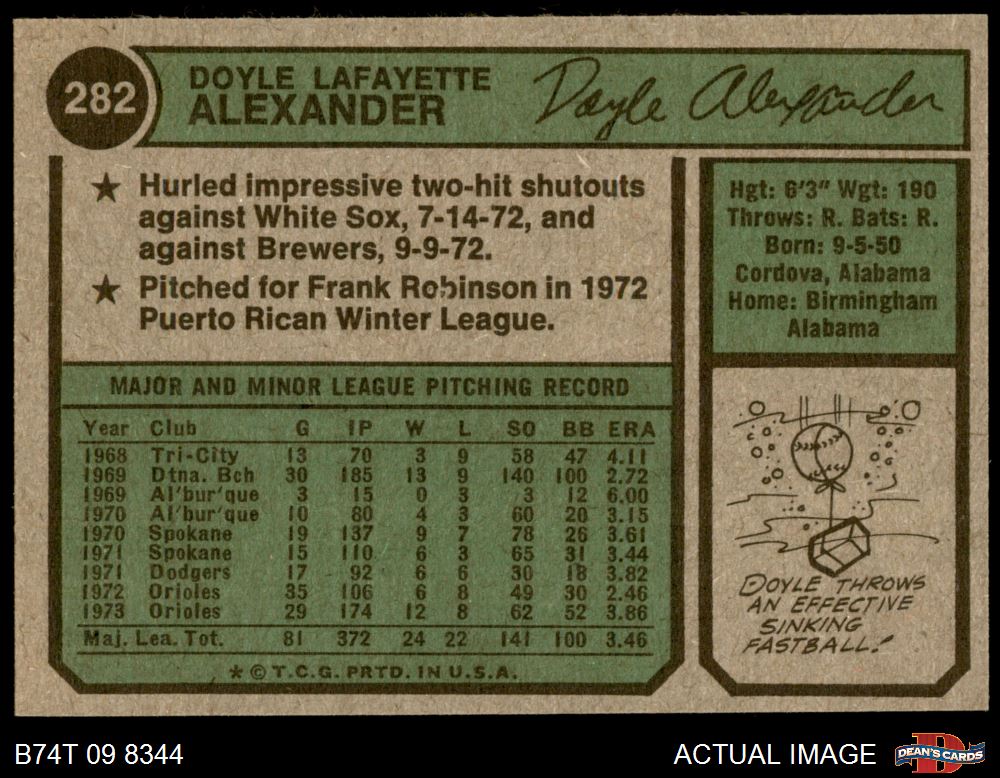 282
DOYLE LAFAYETTE
ALEXANDER
Doyle Alexander
★ Hurled impressive two-hit shutouts
against White Sox, 7-14-72, and
against Brewers, 9-9-72.
★ Pitched for Frank Robinson in 1972
Puerto Rican Winter League.
Hgt: 6'3" Wgt: 190
Throws: R. Bats: R.
Born: 9-5-50
Cordova, Alabama
Home: Birmingham
Alabama
MAJOR AND MINOR LEAGUE PITCHING RECORD
Year Club G IP W L SO BB ERA
1968 Tri-City 13 70 3 9 58 47 4.11
1969 Dtna. Bch 30 185 13 9 140 100 2.72
1969 Al'bur'que 3 15 0 3 3 12 6.00
1970 Al'bur'que 10 80 4 3 60 20 3.15
1970 Spokane 19 137 9 7 78 26 3.61
1971 Spokane 15 110 6 3 65 31 3.44
1971 Dodgers 17 92 6 6 30 18 3.82
1972 Orioles 35 106 6 8 49 30 2.46
1973 Orioles 29 174 12 8 62 52 3.86
Maj. Lea. Tot. 81 372 24 22 141 100 3.46
* © T.C.G. PRTD. IN U.S.A.
DOYLE THROWS
AN EFFECTIVE
SINKING
FASTBALL!
B74T 09 8344
ACTUAL IMAGE
DEAN'S CARDS